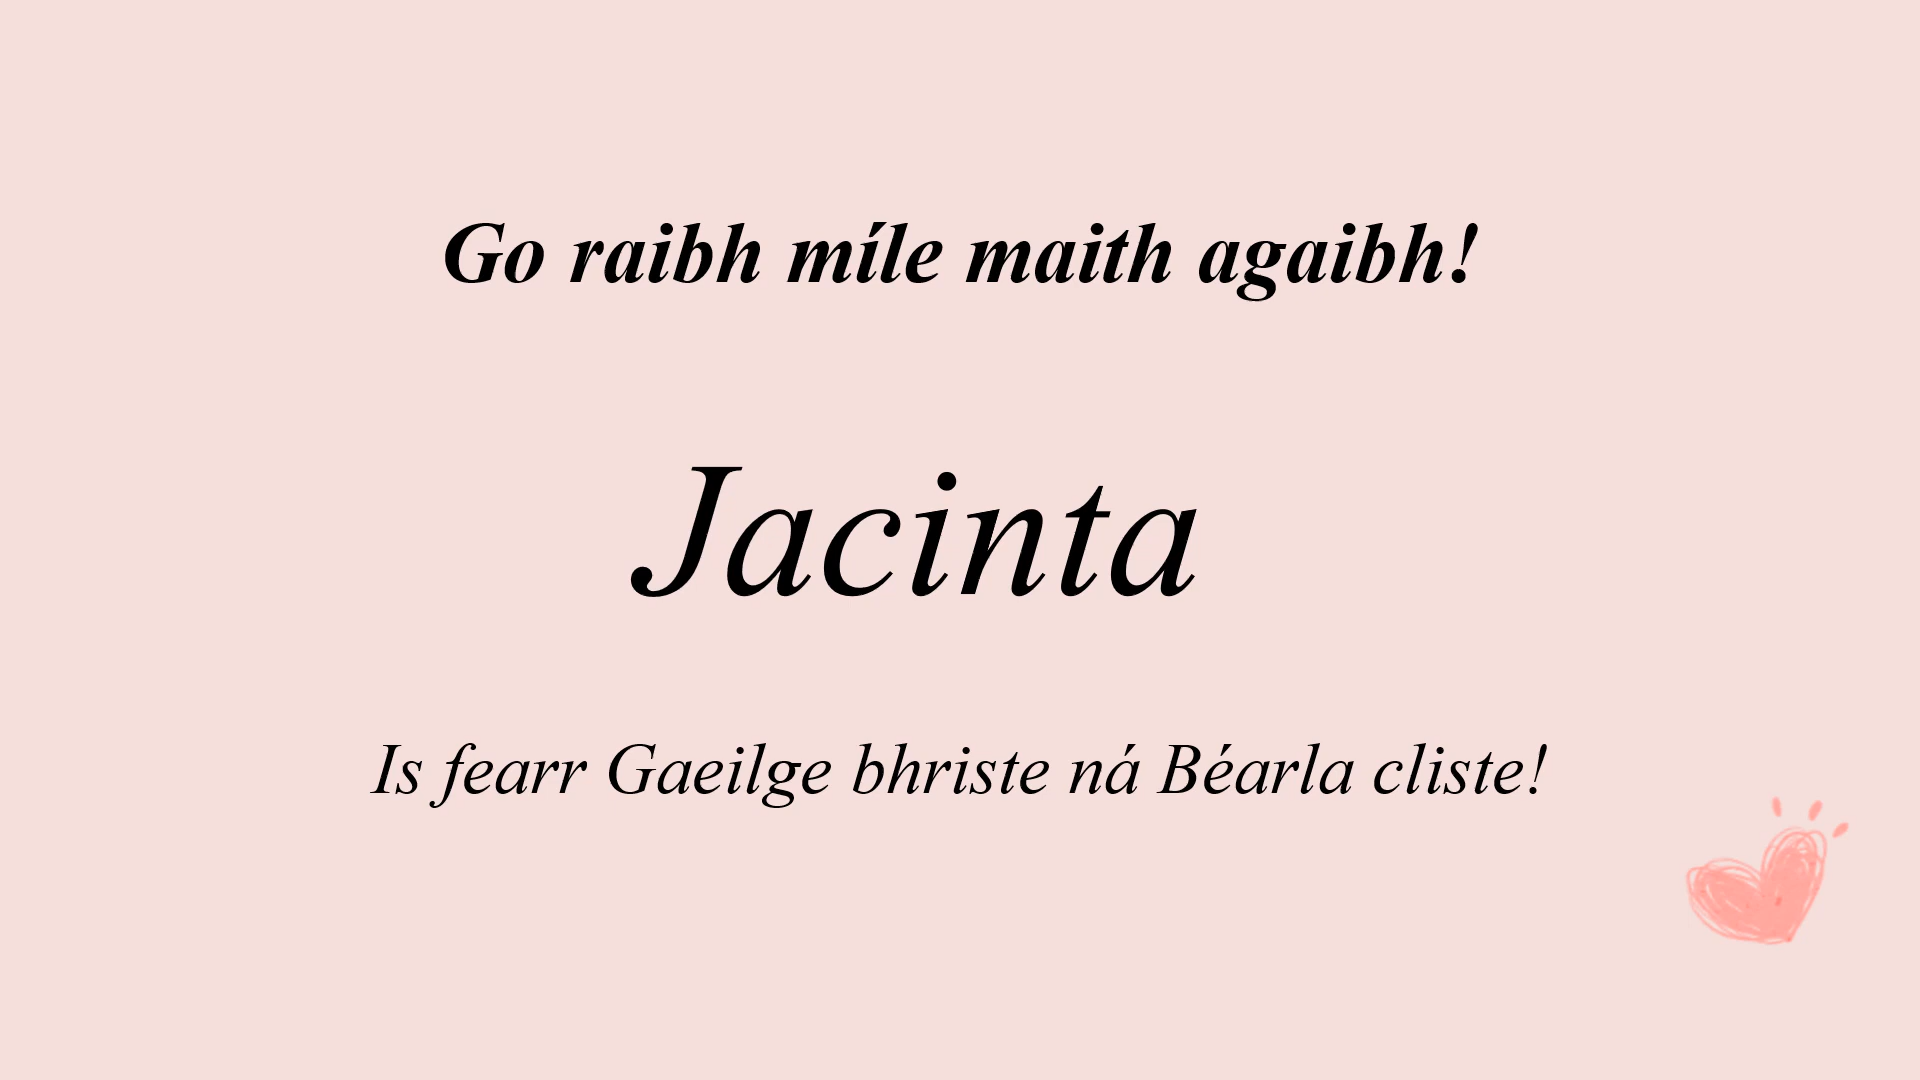 Go raibh míle maith agaibh!
Jacinta
Is fearr Gaeilge bhriste ná Béarla cliste!